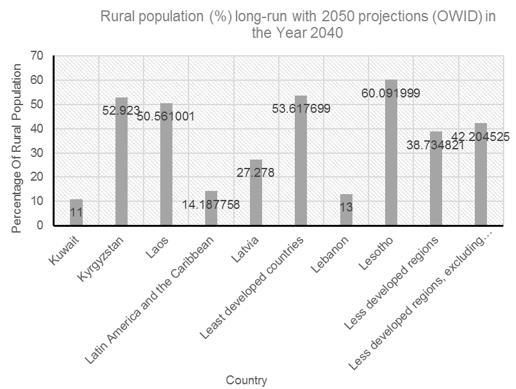 Rural population (%) long-run with 2050 projections (OWID) in
the Year 2040
Percentage Of Rural Population
70
60
50
40
30
20
10
0
11
52.923
50.561001
14.187758
27.278
53.617699
13
60.091999
38.734821
42.204525
Kuwait
Kyrgyzstan
Laos
Latin America and the Caribbean
Latvia
Least developed countries
Lebanon
Lesotho
Less developed regions
Less developed regions, excluding...
Country